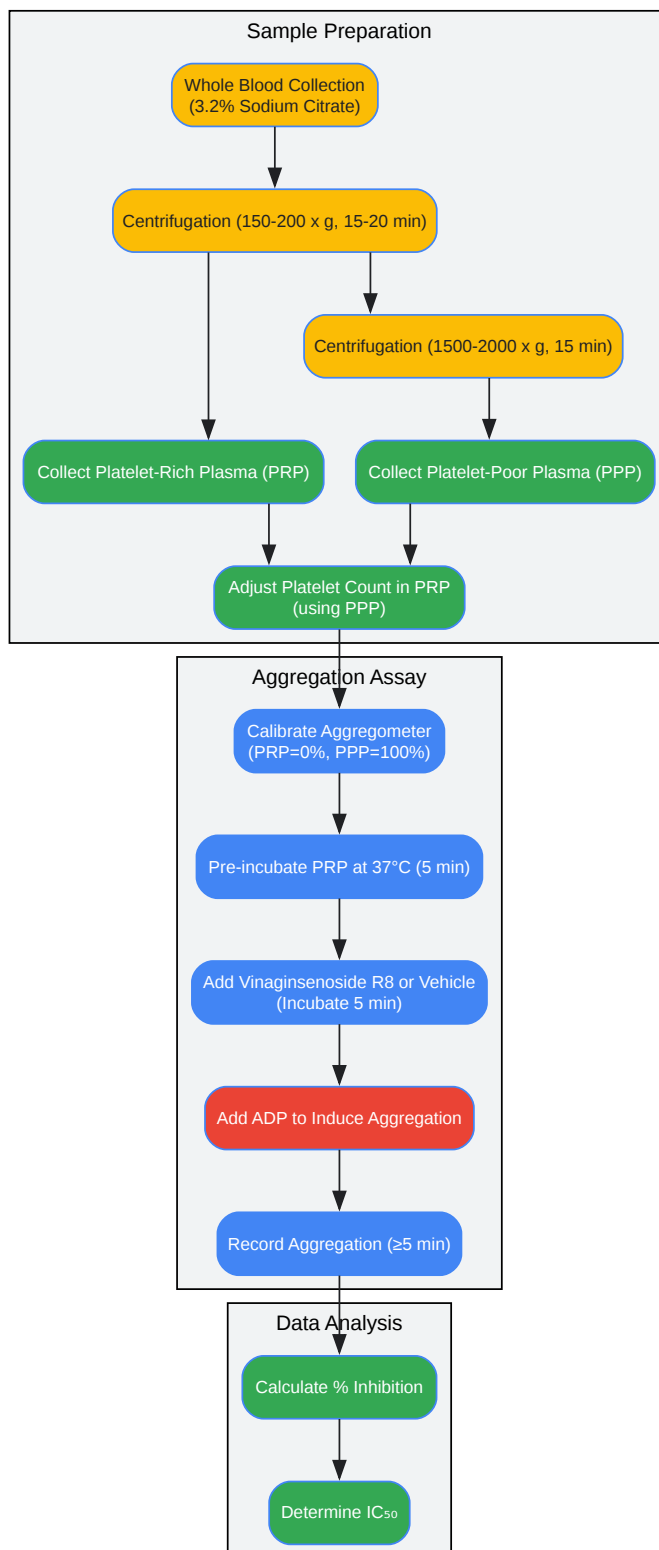 Sample Preparation
Whole Blood Collection
(3.2% Sodium Citrate)
Centrifugation (150-200 x g, 15-20 min)
Centrifugation (1500-2000 x g, 15 min)
Collect Platelet-Rich Plasma (PRP)
Collect Platelet-Poor Plasma (PPP)
Adjust Platelet Count in PRP
(using PPP)
Aggregation Assay
Calibrate Aggregometer
(PRP=0%, PPP=100%)
Pre-incubate PRP at 37°C (5 min)
Add Vinaginsenoside R8 or Vehicle
(Incubate 5 min)
Add ADP to Induce Aggregation
Record Aggregation (≥5 min)
Data Analysis
Calculate % Inhibition
Determine IC₅₀